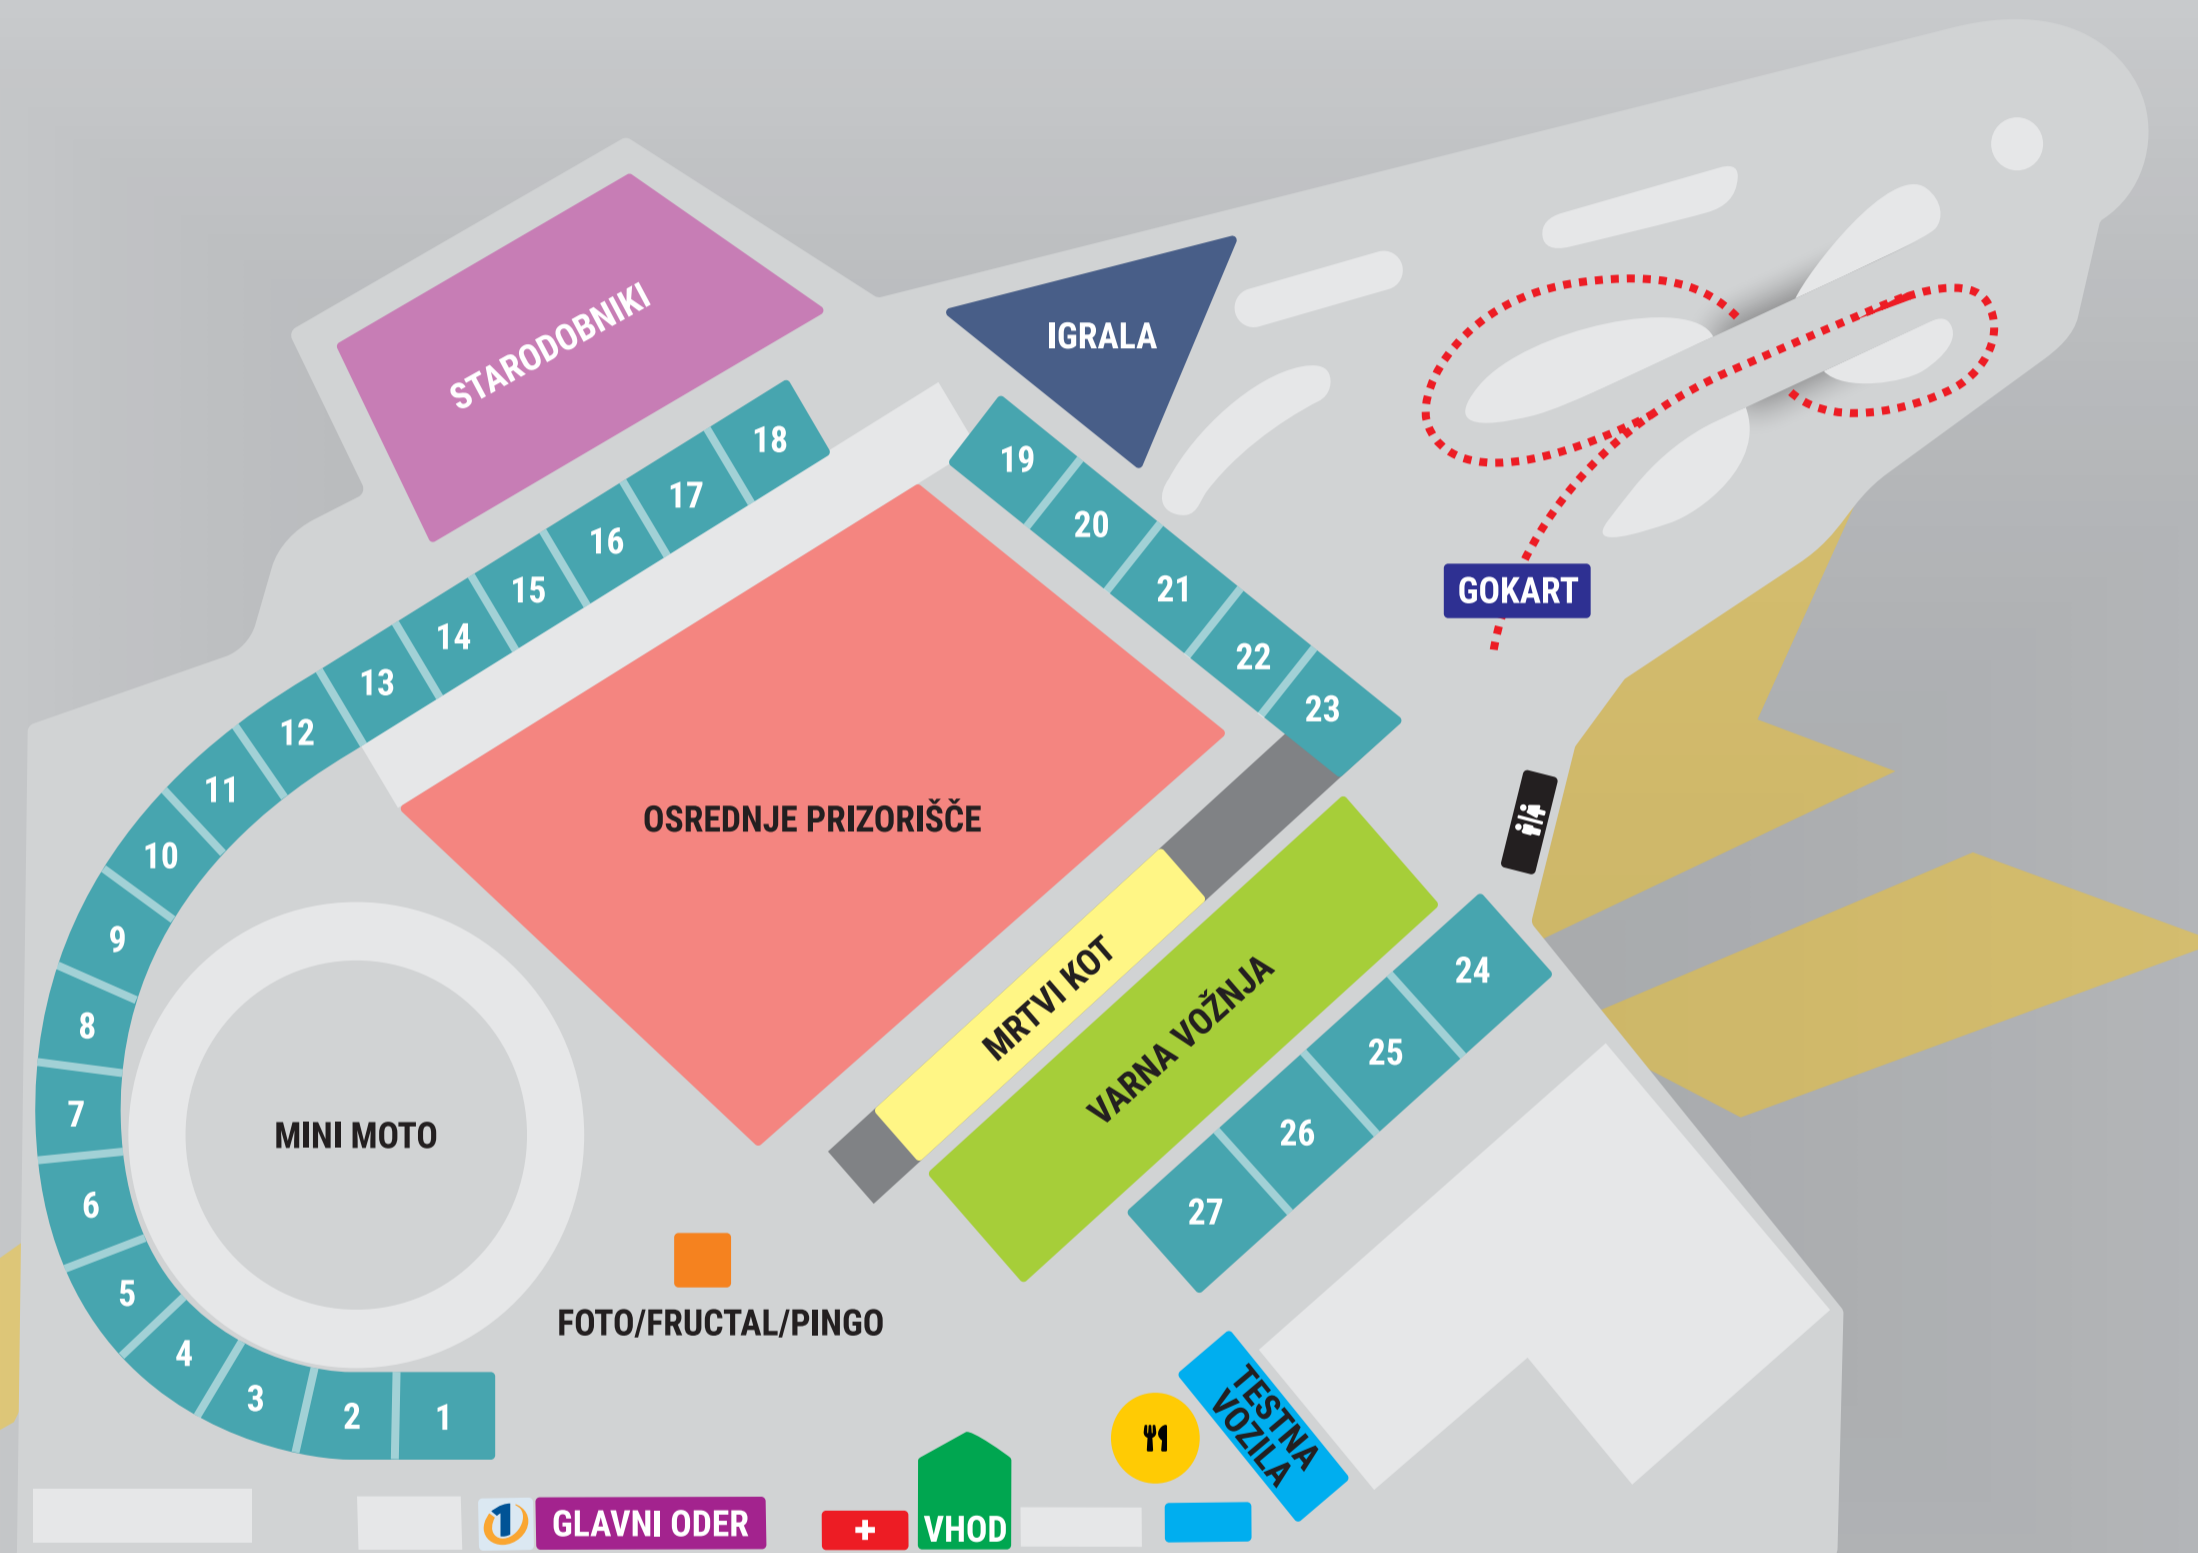 STARODOBNIKI
IGRALA
18
17
16
15
14
13
12
11
10
9
8
7
6
5
4
3
2
1
19
20
21
22
23
GOKART
OSREDNJE PRIZORIŠČE
MRTVI KOT
VARNA VOŽNJA
24
25
26
27
MINI MOTO
FOTO/FRUCTAL/PINGO
TESTNA
VOZILA
1
GLAVNI ODER
VHOD